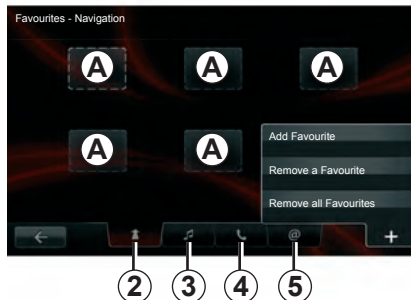 Favourites - Navigation
A A A
A A
Add Favourite
Remove a Favourite
Remove all Favourites
@ +
2 3 4 5